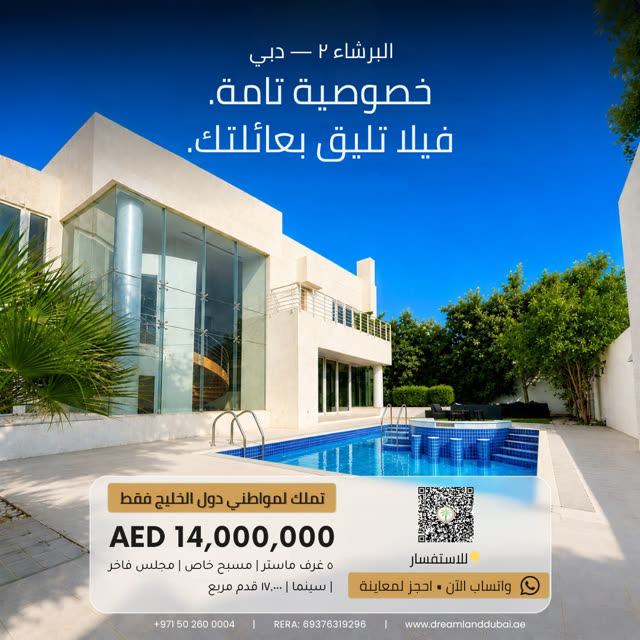 البرشاء ٢ — دبي
خصوصية تامة.
فيلا تليق بعائلتك.
تملك لمواطني دول الخليج فقط
AED 14,000,000
٥ غرف ماستر | مسبح خاص | مجلس فاخر
| سينما | ١٧,٠٠٠ قدم مربع
👇للاستفسار
واتساب الآن • احجز لمعاينة
+971 50 260 0004 | RERA: 69376319296 | www.dreamlanddubai.ae